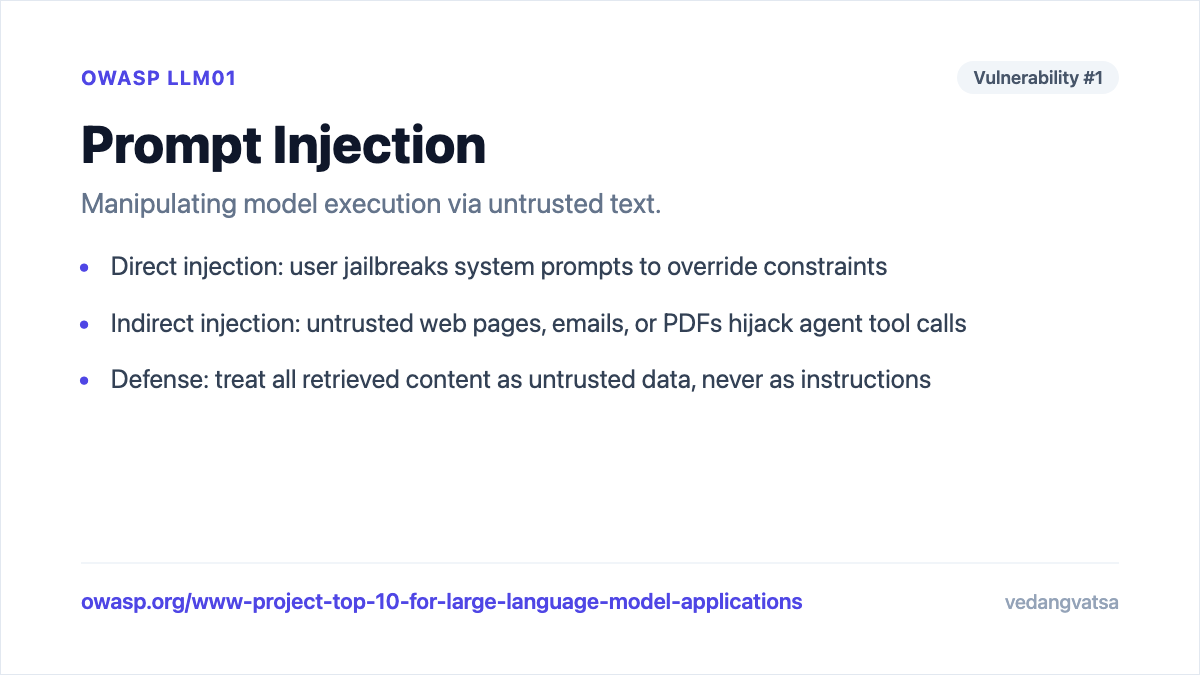 OWASP LLM01
Vulnerability #1
Prompt Injection
Manipulating model execution via untrusted text.
• Direct injection: user jailbreaks system prompts to override constraints
• Indirect injection: untrusted web pages, emails, or PDFs hijack agent tool calls
• Defense: treat all retrieved content as untrusted data, never as instructions
owasp.org/www-project-top-10-for-large-language-model-applications
vedangvatsa